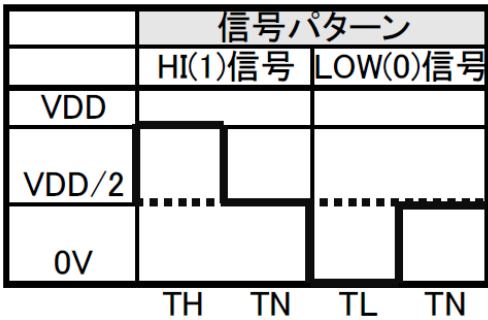 信号パターン
HI(1)信号 LOW(0)信号
VDD
VDD/2
0V
TH TN TL TN